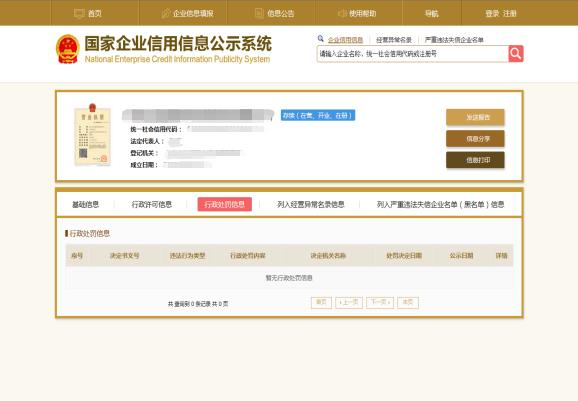 首页 企业信息填报 信息公告 使用帮助 导航 登录 注册
国家企业信用信息公示系统
National Enterprise Credit Information Publicity System
企业信用信息 | 经营异常名录 | 严重违法失信企业名单
请输入企业名称、统一社会信用代码或注册号
搜索
营业执照
存续（在营、开业、在册）
统一社会信用代码：
法定代表人：
登记机关：
成立日期：
发送报告
信息分享
信息打印
基础信息 行政许可信息 行政处罚信息 列入经营异常名录信息 列入严重违法失信企业名单（黑名单）信息
行政处罚信息
序号 决定书文号 违法行为类型 行政处罚内容 决定机关名称 处罚决定日期 公示日期 详情
暂无行政处罚信息
共 查询到 0 条记录 共 0 页
首页 上一页 下一页 末页